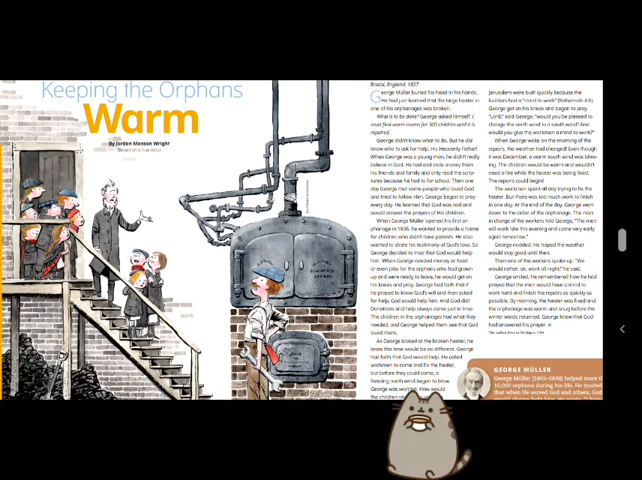 Keeping the Orphans
Warm
By Jorden Monson Wright
(Based on a true story)
Bristol, England, 1857
George Müller buried his head in his hands.
He had just learned that the large heater in
one of his orphanages was broken.
What is to be done? George asked himself. I
must find warm rooms for 300 children until it is
repaired.
George didn't know what to do. But he did
know who to ask for help. His Heavenly Father!
When George was a young man, he didn't really
believe in God. He had even stole money from
his friends and family and only read the scrip-
tures because he had to for school. Then one
day George met some people who loved God
and tried to follow Him. George began to pray
every day. He learned that God was real and
would answer the prayers of His children.
When George Müller opened his first or-
phanage in 1836, he wanted to provide a home
for children who didn't have parents. He also
wanted to share his testimony of God's love. So
George decided to trust that God would help
him. When George needed money or food
or even jobs for the orphans who had grown
up and were ready to leave, he would get on
his knees and pray. George had faith that if
he prayed to know God's will and then asked
for help, God would help him. And God did!
Donations and help always came just in time.
The children in the orphanages had what they
needed, and George helped them see that God
loved them.
As George looked at the broken heater, he
knew this time would be no different. George
had faith that God would help. He called
workmen to come and fix the heater,
but before they could come, a
freezing north wind began to blow.
George was worried. How would
the children
Jerusalem were built quickly because the
builders had a "mind to work" (Nehemiah 4:6).
George got on his knees and began to pray.
"Lord," said George, "would you be pleased to
change the north wind to a south wind? And
would you give the workmen a mind to work?"
When George woke on the morning of the
repairs, the weather had changed! Even though
it was December, a warm south wind was blow-
ing. The children would be warm and wouldn't
need a fire while the heater was being fixed.
The repairs could begin!
The workmen spent all day trying to fix the
heater. But there was too much work to finish
in one day. At the end of the day, George went
down to the cellar of the orphanage. The man
in charge of the workers told George, "The men
will work late this evening and come very early
again tomorrow."
George nodded. He hoped the weather
would stay good until then.
Then one of the workers spoke up. "We
would rather, sir, work all night," he said.
George smiled. He remembered how he had
prayed that the men would have a mind to
work hard and finish the repairs as quickly as
possible. By morning, the heater was fixed and
the orphanage was warm and snug before the
winter winds returned. George knew that God
had answered his prayer.
GEORGE MÜLLER
George Müller (1805–1898) helped more t
10,000 orphans during his life. He trusted
that when He served God and others, God